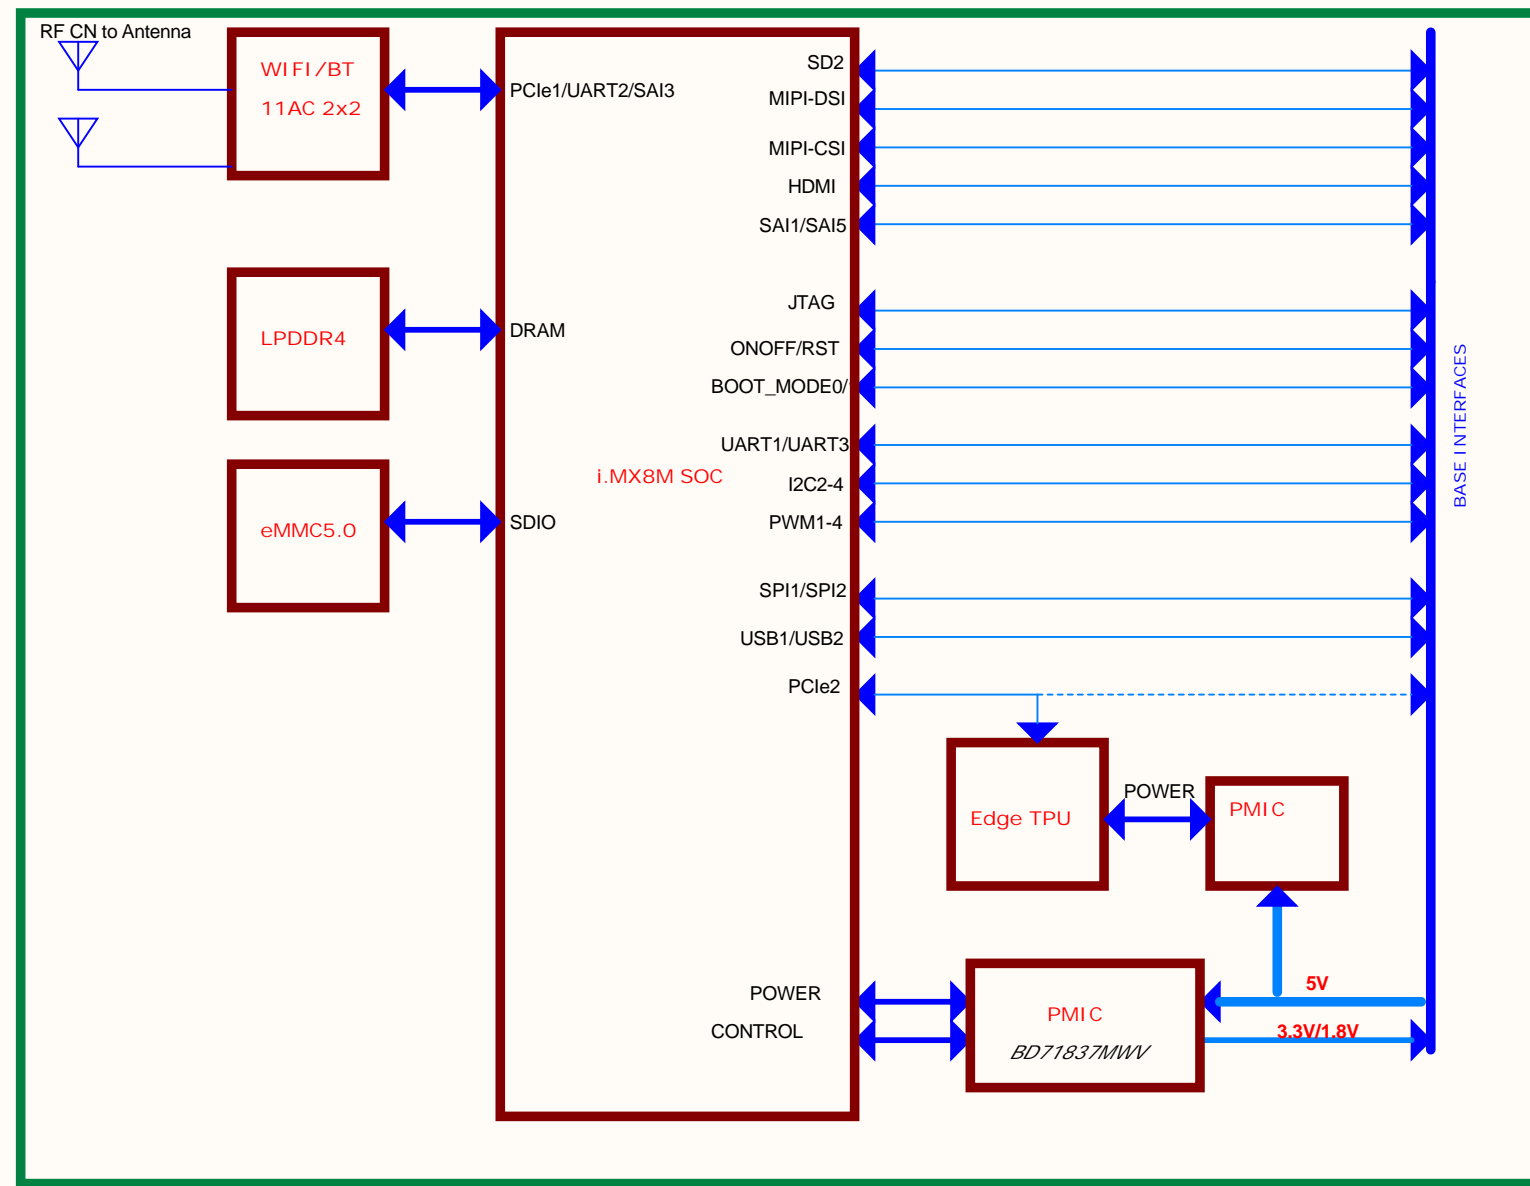 RF CN to Antenna
WIFI/BT
11AC 2x2
PCIe1/UART2/SAI3
LPDDR4
DRAM
eMMC5.0
SDIO
i.MX8M SOC
SD2
MIPI-DSI
MIPI-CSI
HDMI
SAI1/SAI5
JTAG
ONOFF/RST
BOOT_MODE0/
UART1/UART3
I2C2-4
PWM1-4
SPI1/SPI2
USB1/USB2
PCIe2
BASE INTERFACES
Edge TPU
POWER
PMIC
POWER
CONTROL
PMIC
BD71837MWV
5V
3.3V/1.8V